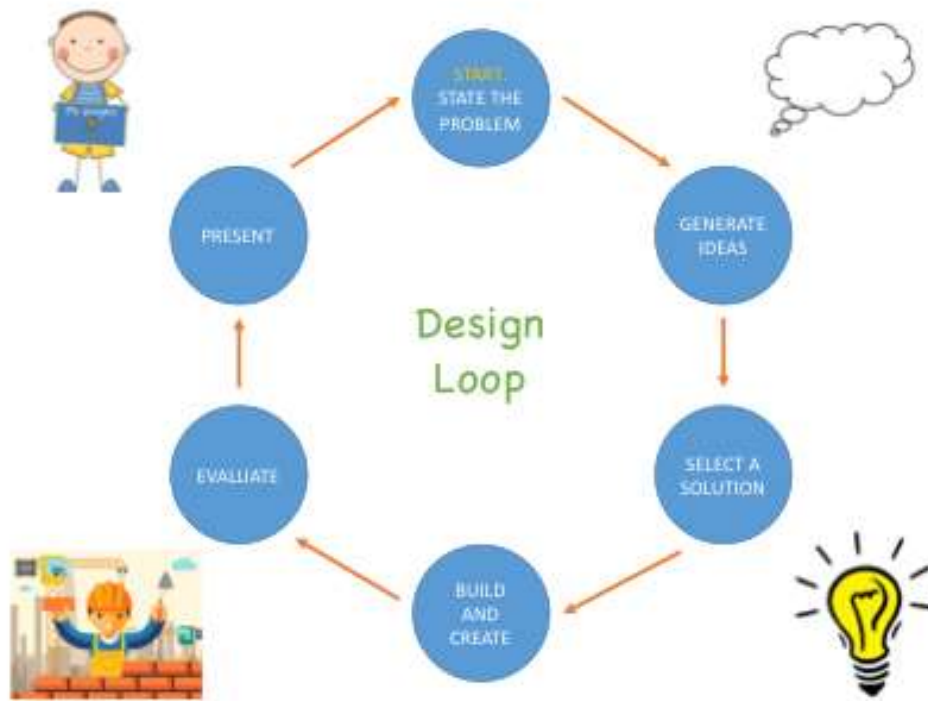 START
STATE THE
PROBLEM
GENERATE
IDEAS
SELECT A
SOLUTION
BUILD
AND
CREATE
EVALUATE
PRESENT
Design
Loop